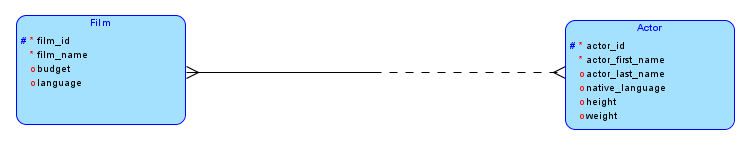 Film
# * film_id
* film_name
o budget
o language
Actor
# * actor_id
* actor_first_name
o actor_last_name
o native_language
o height
o weight